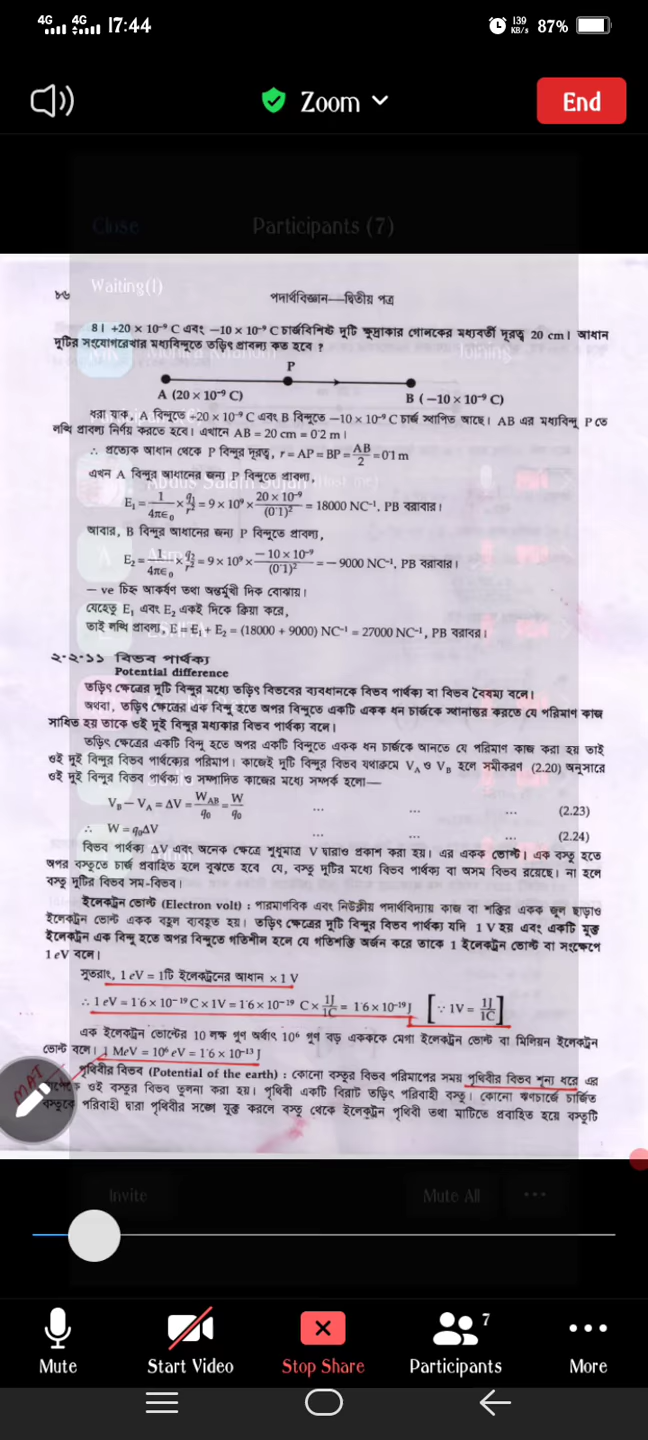 4G 4G 17:44 139 KB/s 87%
Zoom End
Close Participants (7)
Waiting(1)
৮৬ পদার্থবিজ্ঞান—দ্বিতীয় পত্র
৪। +20 × 10⁻⁹ C এবং −10 × 10⁻⁹ C চার্জবিশিষ্ট দুটি ক্ষুদ্রাকার গোলকের মধ্যবর্তী দূরত্ব 20 cm। আধান
দুটির সংযোগরেখার মধ্যবিন্দুতে তড়িৎ প্রাবল্য কত হবে ?
Joining
P
A (20 × 10⁻⁹ C) B (−10 × 10⁻⁹ C)
ধরা যাক, A বিন্দুতে +20 × 10⁻⁹ C এবং B বিন্দুতে −10 × 10⁻⁹ C চার্জ স্থাপিত আছে। AB এর মধ্যবিন্দু P তে
লব্ধি প্রাবল্য নির্ণয় করতে হবে। এখানে AB = 20 cm = 0·2 m।
∴ প্রত্যেক আধান থেকে P বিন্দুর দূরত্ব, r = AP = BP = AB/2 = 0·1 m
এখন A বিন্দুর আধানের জন্য P বিন্দুতে প্রাবল্য,
E₁ = 1/4πϵ₀ × q₁/r² = 9 × 10⁹ × 20 × 10⁻⁹/(0·1)² = 18000 NC⁻¹, PB বরাবার।
আবার, B বিন্দুর আধানের জন্য P বিন্দুতে প্রাবল্য,
E₂ = 1/4πϵ₀ × q₂/r² = 9 × 10⁹ × −10 × 10⁻⁹/(0·1)² = − 9000 NC⁻¹, PB বরাবার।
− ve চিহ্ন আকর্ষণ তথা অন্তর্মুখী দিক বোঝায়।
যেহেতু E₁ এবং E₂ একই দিকে ক্রিয়া করে,
তাই লব্ধি প্রাবল্য, E = E₁ + E₂ = (18000 + 9000) NC⁻¹ = 27000 NC⁻¹, PB বরাবর।
২·২·১১ বিভব পার্থক্য
Potential difference
তড়িৎ ক্ষেত্রের দুটি বিন্দুর মধ্যে তড়িৎ বিভবের ব্যবধানকে বিভব পার্থক্য বা বিভব বৈষম্য বলে।
অথবা, তড়িৎ ক্ষেত্রের এক বিন্দু হতে অপর বিন্দুতে একটি একক ধন চার্জকে স্থানান্তর করতে যে পরিমাণ কাজ
সাধিত হয় তাকে ওই দুই বিন্দুর মধ্যকার বিভব পার্থক্য বলে।
তড়িৎ ক্ষেত্রের একটি বিন্দু হতে অপর একটি বিন্দুতে একক ধন চার্জকে আনতে যে পরিমাণ কাজ করা হয় তাই
ওই দুই বিন্দুর বিভব পার্থক্যের পরিমাপ। কাজেই দুটি বিন্দুর বিভব যথাক্রমে V_A ও V_B হলে সমীকরণ (2.20) অনুসারে
ওই দুই বিন্দুর বিভব পার্থক্য ও সম্পাদিত কাজের মধ্যে সম্পর্ক হলো—
V_B − V_A = ΔV = W_AB/q₀ = W/q₀ ... ... ... (2.23)
∴ W = q₀ΔV ... ... ... (2.24)
বিভব পার্থক্য ΔV এবং অনেক ক্ষেত্রে শুধুমাত্র V দ্বারাও প্রকাশ করা হয়। এর একক ভোল্ট। এক বস্তু হতে
অপর বস্তুতে চার্জ প্রবাহিত হলে বুঝতে হবে যে, বস্তু দুটির মধ্যে বিভব পার্থক্য বা অসম বিভব রয়েছে। না হলে
বস্তু দুটির বিভব সম-বিভব।
ইলেকট্রন ভোল্ট (Electron volt) : পারমাণবিক এবং নিউক্লীয় পদার্থবিদ্যায় কাজ বা শক্তির একক জুল ছাড়াও
ইলেকট্রন ভোল্ট একক বহুল ব্যবহৃত হয়। তড়িৎ ক্ষেত্রের দুটি বিন্দুর বিভব পার্থক্য যদি 1 V হয় এবং একটি মুক্ত
ইলেকট্রন এক বিন্দু হতে অপর বিন্দুতে গতিশীল হলে যে গতিশক্তি অর্জন করে তাকে 1 ইলেকট্রন ভোল্ট বা সংক্ষেপে
1 eV বলে।
সুতরাং, 1 eV = 1টি ইলেকট্রনের আধান × 1 V
∴ 1 eV = 1·6 × 10⁻¹⁹ C × 1V = 1·6 × 10⁻¹⁹ C × 1J/1C = 1·6 × 10⁻¹⁹ J [∵ 1V = 1J/1C]
এক ইলেকট্রন ভোল্টের 10 লক্ষ গুণ অর্থাৎ 10⁶ গুণ বড় একককে মেগা ইলেকট্রন ভোল্ট বা মিলিয়ন ইলেকট্রন
ভোল্ট বলে। 1 MeV = 10⁶ eV = 1·6 × 10⁻¹³ J
পৃথিবীর বিভব (Potential of the earth) : কোনো বস্তুর বিভব পরিমাপের সময় পৃথিবীর বিভব শূন্য ধরে এর
ওই বস্তুর বিভব তুলনা করা হয়। পৃথিবী একটি বিরাট তড়িৎ পরিবাহী বস্তু। কোনো ঋণচার্জে চার্জিত
বস্তুকে পরিবাহী দ্বারা পৃথিবীর সঙ্গে যুক্ত করলে বস্তু থেকে ইলেকট্রন পৃথিবী তথা মাটিতে প্রবাহিত হয়ে বস্তুটি
Invite Mute All
Mute Start Video Stop Share Participants 7 More